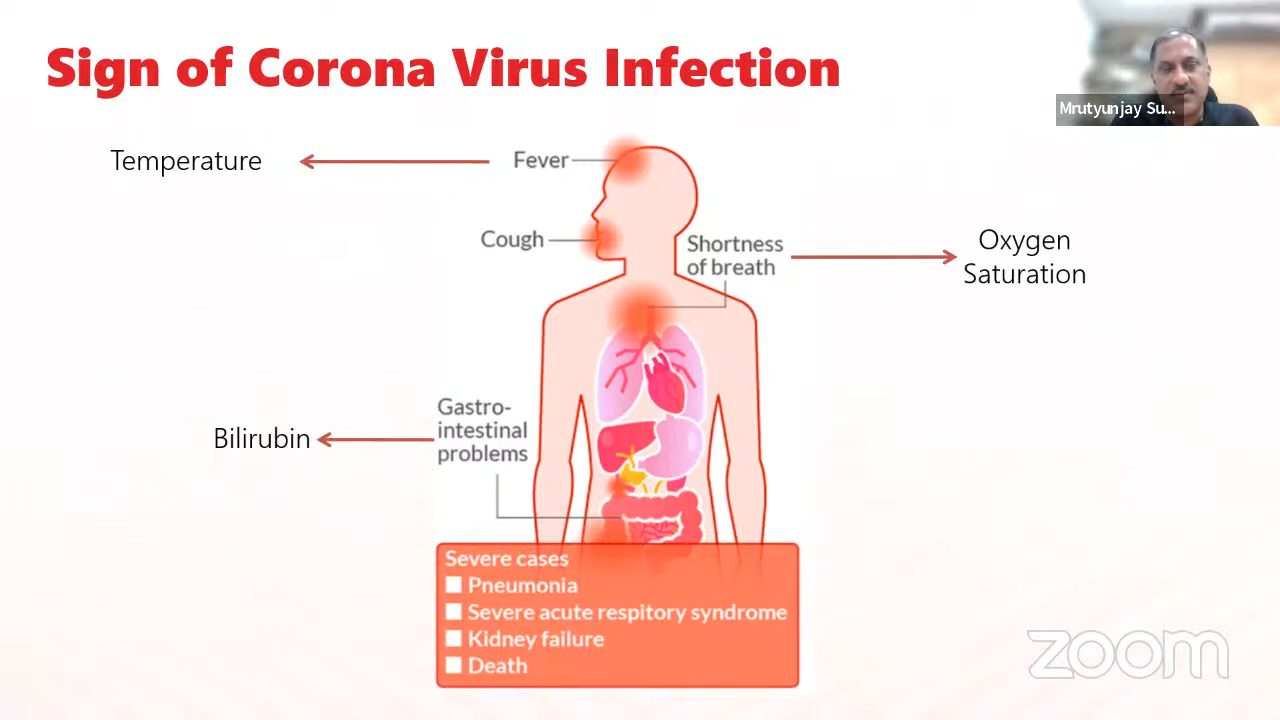 Sign of Corona Virus Infection
Mrutyunjay Su...
Temperature
Fever
Cough
Shortness
of breath
Oxygen
Saturation
Gastro-
intestinal
problems
Bilirubin
Severe cases
Pneumonia
Severe acute respitory syndrome
Kidney failure
Death
zoom